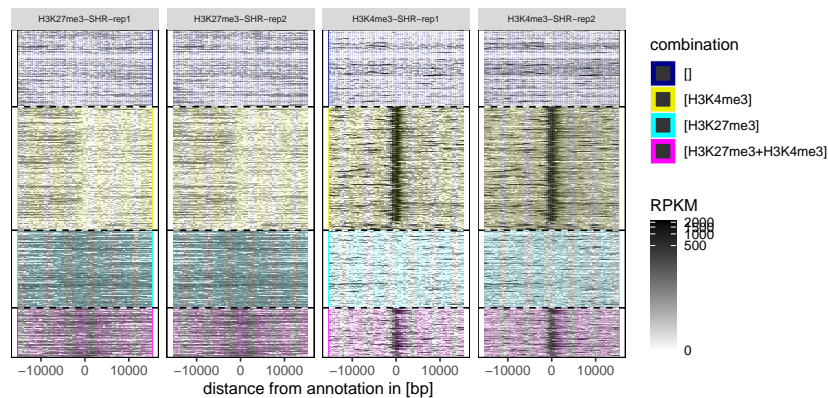 H3K27me3−SHR−rep1 H3K27me3−SHR−rep2 H3K4me3−SHR−rep1 H3K4me3−SHR−rep2
combination
[]
[H3K4me3]
[H3K27me3]
[H3K27me3+H3K4me3]
RPKM
2000
1500
1000
500
0
−10000 0 10000 −10000 0 10000 −10000 0 10000 −10000 0 10000
distance from annotation in [bp]